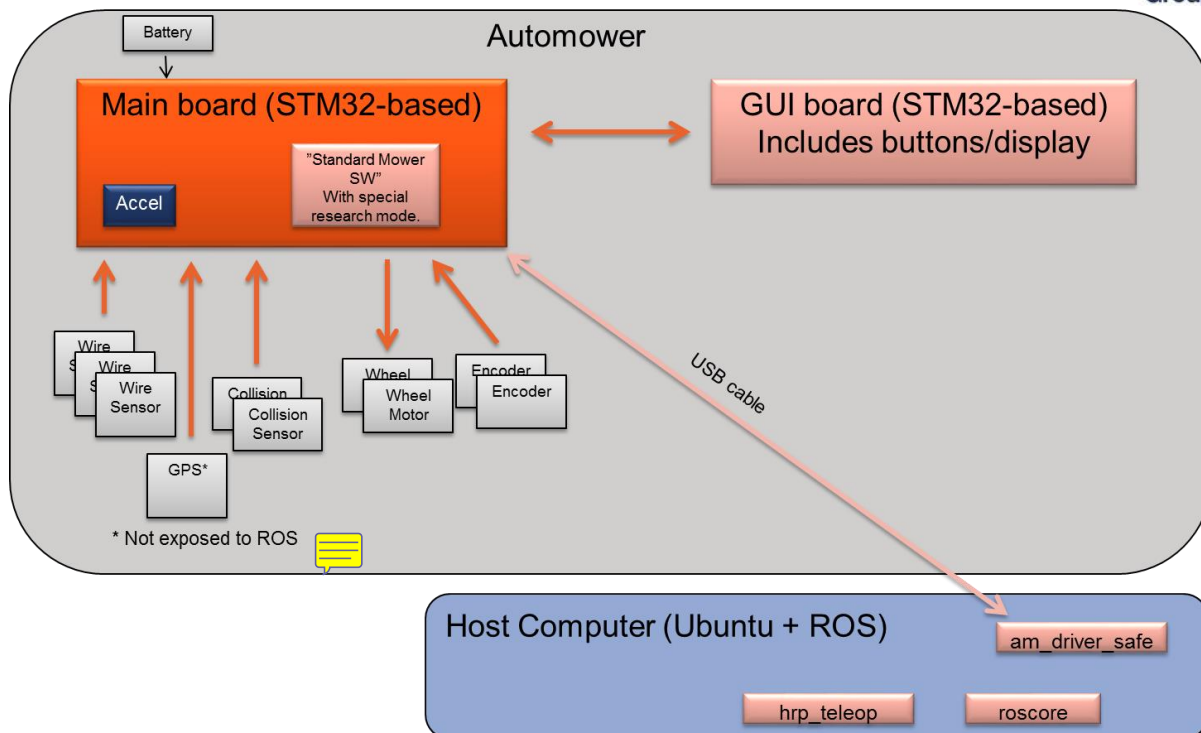 Automower
Battery
Main board (STM32-based)
"Standard Mower
SW"
With special
research mode.
Accel
GUI board (STM32-based)
Includes buttons/display
Wire
Wire
Wire
Sensor
GPS*
Collision
Collision
Sensor
Wheel
Wheel
Motor
Encoder
Encoder
USB cable
* Not exposed to ROS
Host Computer (Ubuntu + ROS)
am_driver_safe
hrp_teleop
roscore